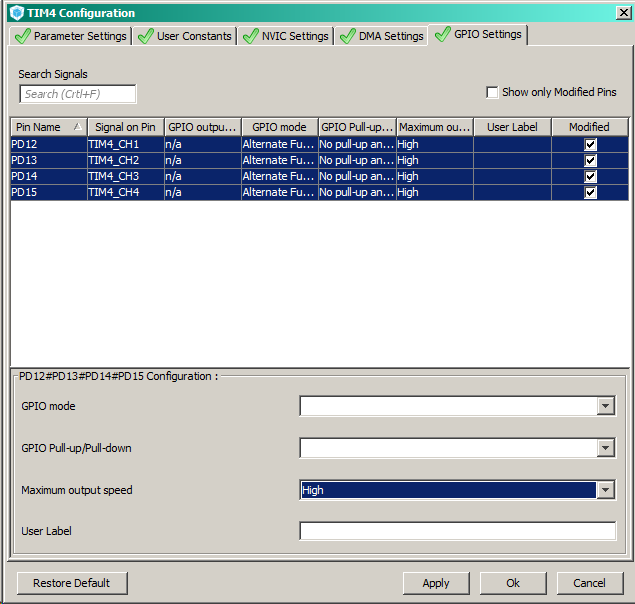 TIM4 Configuration
Parameter Settings User Constants NVIC Settings DMA Settings GPIO Settings
Search Signals
Search (Crtl+F)
Show only Modified Pins
Pin Name Signal on Pin GPIO outpu... GPIO mode GPIO Pull-up... Maximum ou... User Label Modified
PD12 TIM4_CH1 n/a Alternate Fu... No pull-up an... High
PD13 TIM4_CH2 n/a Alternate Fu... No pull-up an... High
PD14 TIM4_CH3 n/a Alternate Fu... No pull-up an... High
PD15 TIM4_CH4 n/a Alternate Fu... No pull-up an... High
PD12#PD13#PD14#PD15 Configuration :
GPIO mode
GPIO Pull-up/Pull-down
Maximum output speed High
User Label
Restore Default Apply Ok Cancel